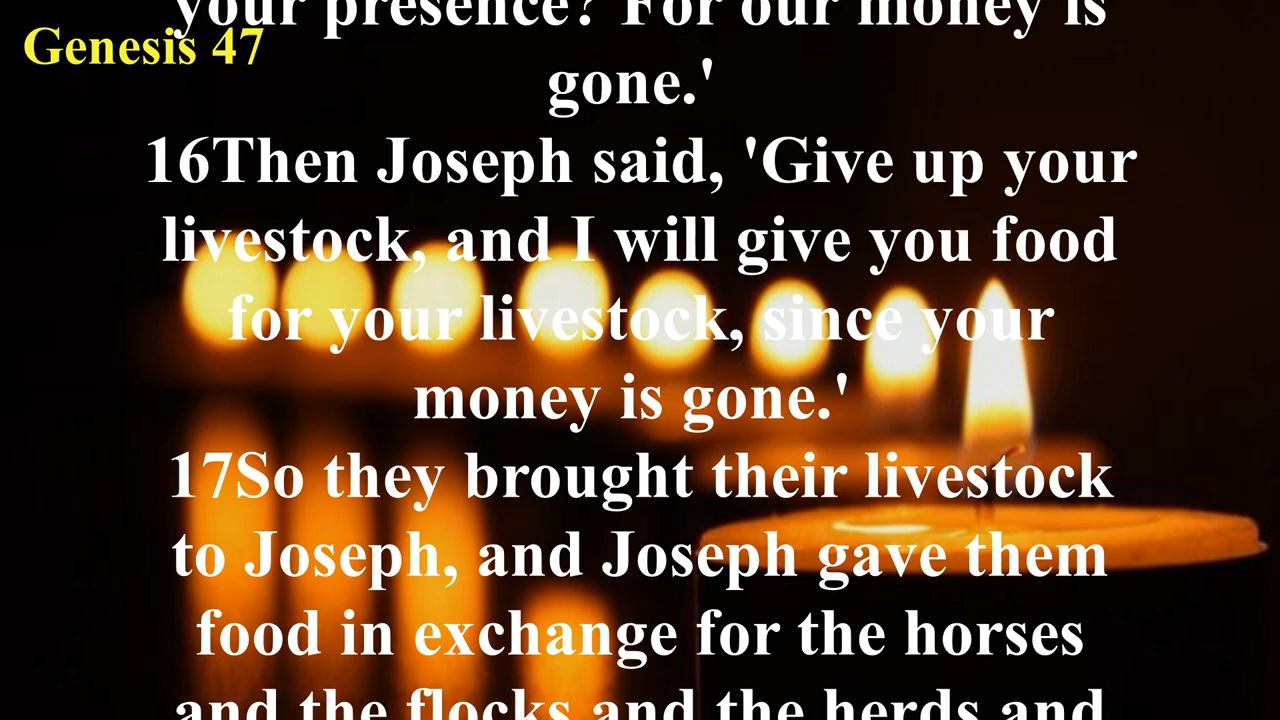 your presence? For our money is
Genesis 47
gone.'
16Then Joseph said, 'Give up your
livestock, and I will give you food
for your livestock, since your
money is gone.'
17So they brought their livestock
to Joseph, and Joseph gave them
food in exchange for the horses
and the flocks and the herds and